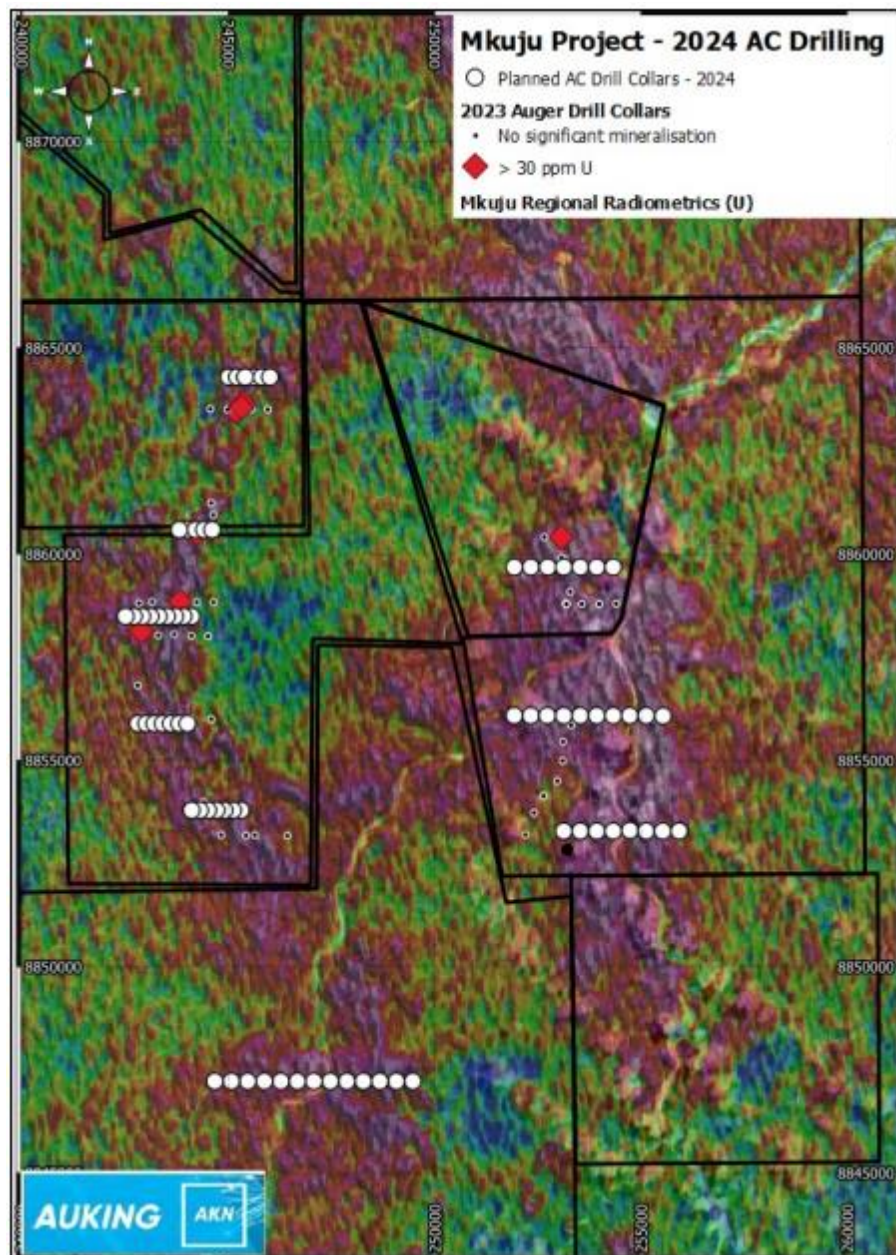 240000
245000
250000
Mkuju Project - 2024 AC Drilling
Planned AC Drill Collars - 2024
2023 Auger Drill Collars
No significant mineralisation
> 30 ppm U
Mkuju Regional Radiometrics (U)
N
W
E
S
8870000
8865000
8865000
8860000
8860000
8855000
8855000
8850000
8850000
8845000
250000
255000
260000
AUKING
AKN